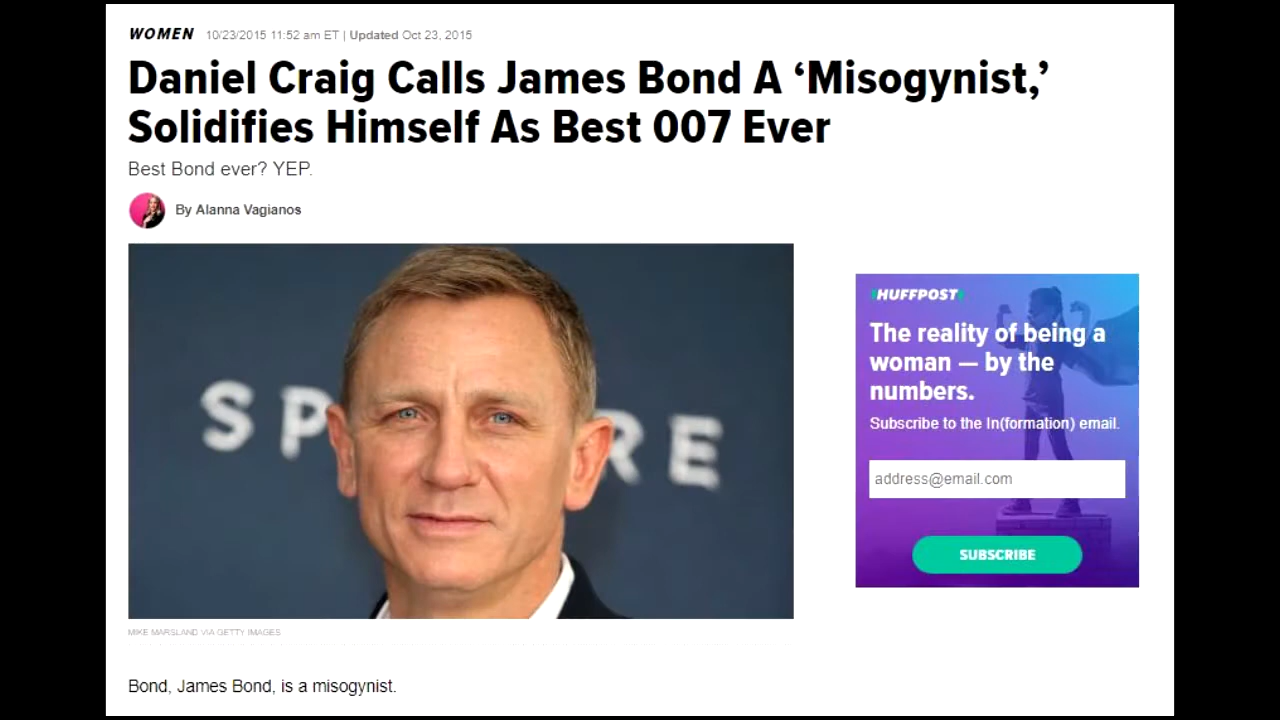 WOMEN 10/23/2015 11:52 am ET | Updated Oct 23, 2015
Daniel Craig Calls James Bond A ‘Misogynist,’
Solidifies Himself As Best 007 Ever
Best Bond ever? YEP.
By Alanna Vagianos
SP RE
MIKE MARSLAND VIA GETTY IMAGES
Bond, James Bond, is a misogynist.
HUFFPOST
The reality of being a
woman — by the
numbers.
Subscribe to the In(formation) email.
address@email.com
SUBSCRIBE